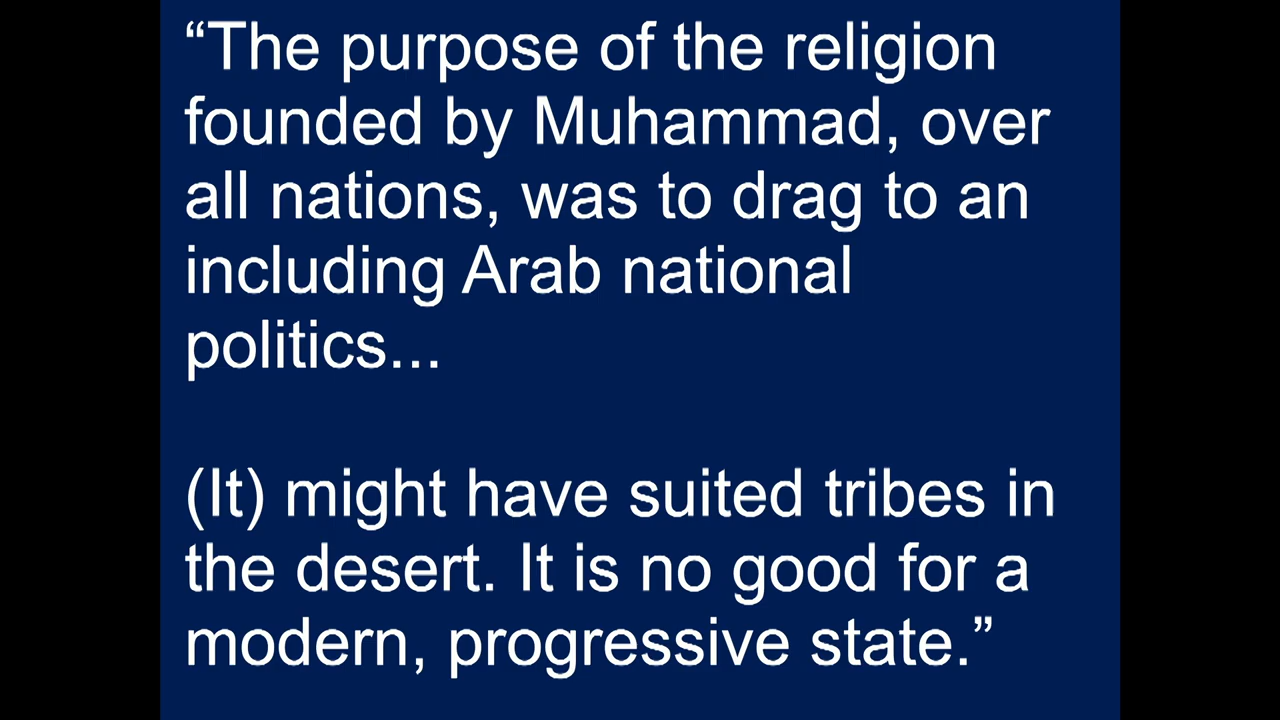 “The purpose of the religion
founded by Muhammad, over
all nations, was to drag to an
including Arab national
politics...
(It) might have suited tribes in
the desert. It is no good for a
modern, progressive state.”